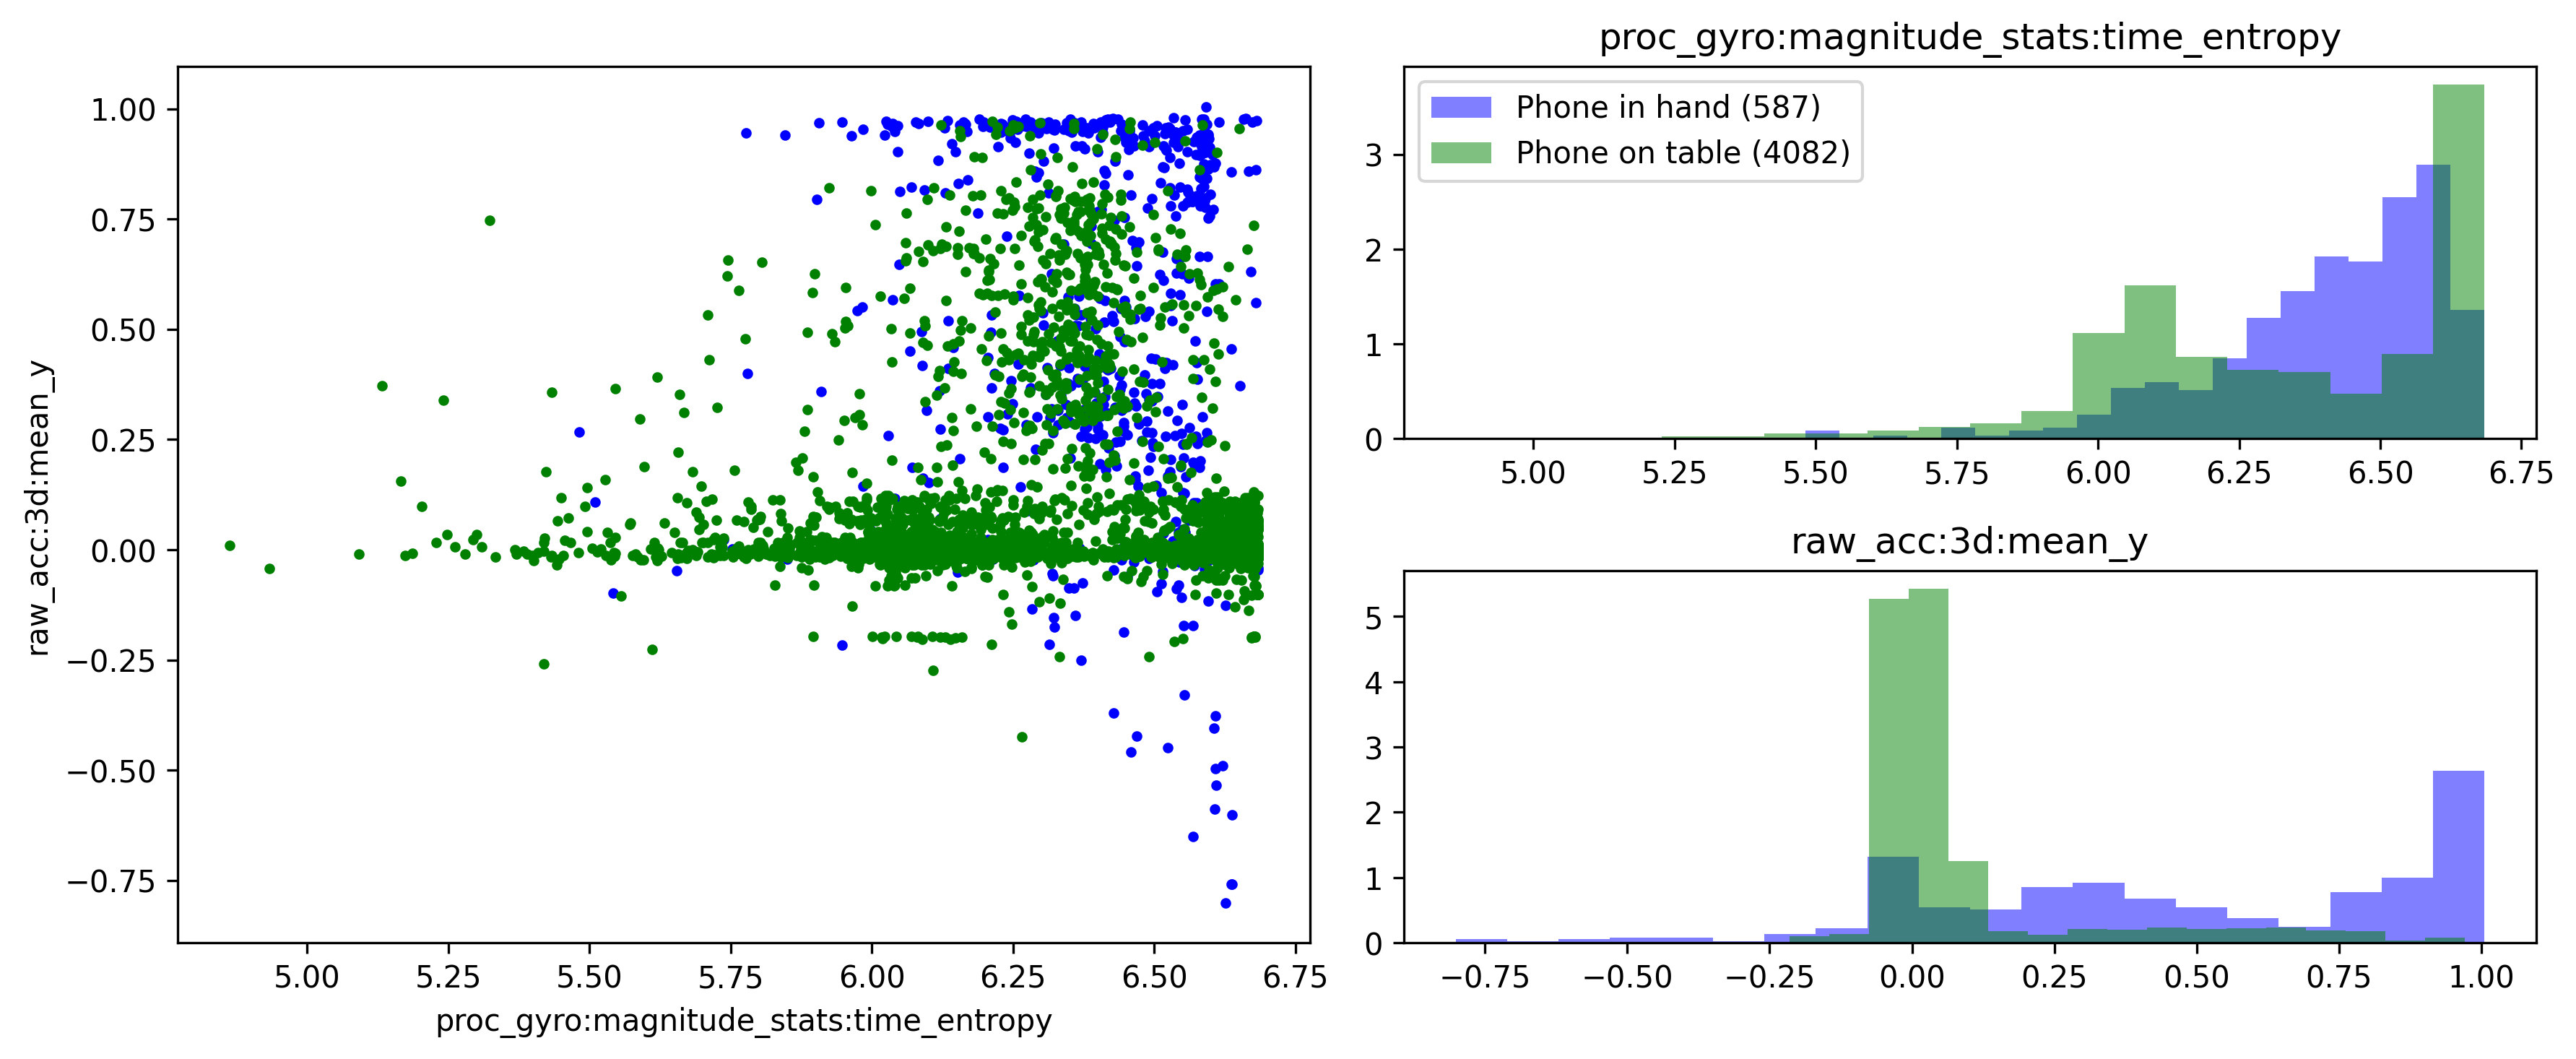 1.00
0.75
0.50
0.25
0.00
−0.25
−0.50
−0.75
raw_acc:3d:mean_y
5.00 5.25 5.50 5.75 6.00 6.25 6.50 6.75
proc_gyro:magnitude_stats:time_entropy
proc_gyro:magnitude_stats:time_entropy
Phone in hand (587)
Phone on table (4082)
3
2
1
0
5.00 5.25 5.50 5.75 6.00 6.25 6.50 6.75
raw_acc:3d:mean_y
5
4
3
2
1
0
−0.75 −0.50 −0.25 0.00 0.25 0.50 0.75 1.00